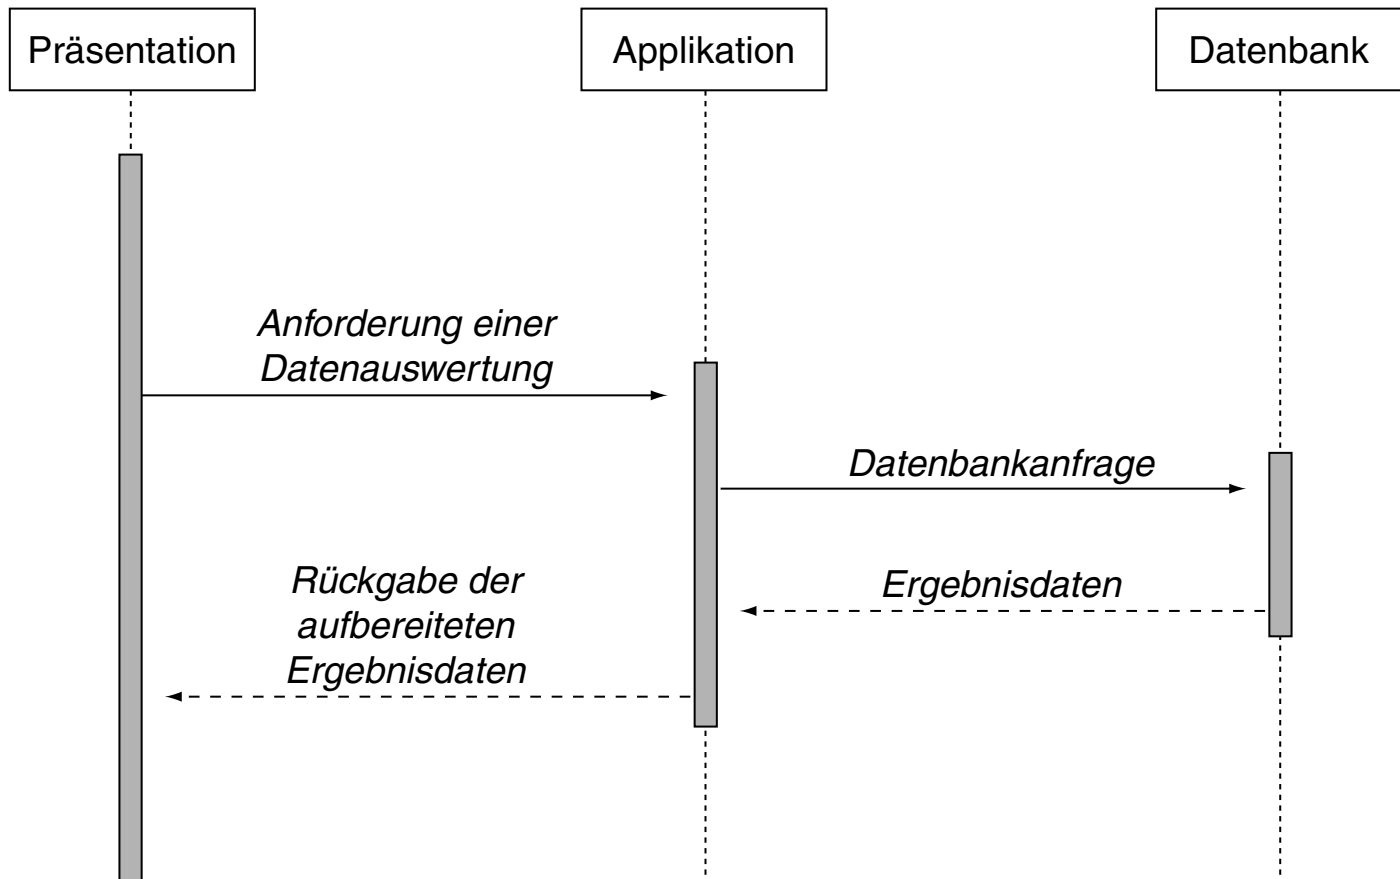 Präsentation
Applikation
Datenbank
Anforderung einer
Datenauswertung
Datenbankanfrage
Ergebnisdaten
Rückgabe der
aufbereiteten
Ergebnisdaten